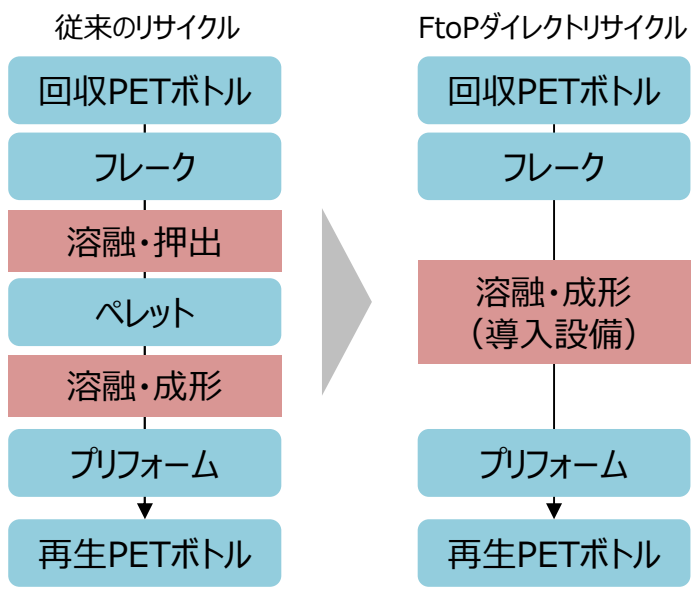 従来のリサイクル
回収PETボトル
フレーク
溶融・押出
ペレット
溶融・成形
プリフォーム
再生PETボトル
FtoPダイレクトリサイクル
回収PETボトル
フレーク
溶融・成形
（導入設備）
プリフォーム
再生PETボトル